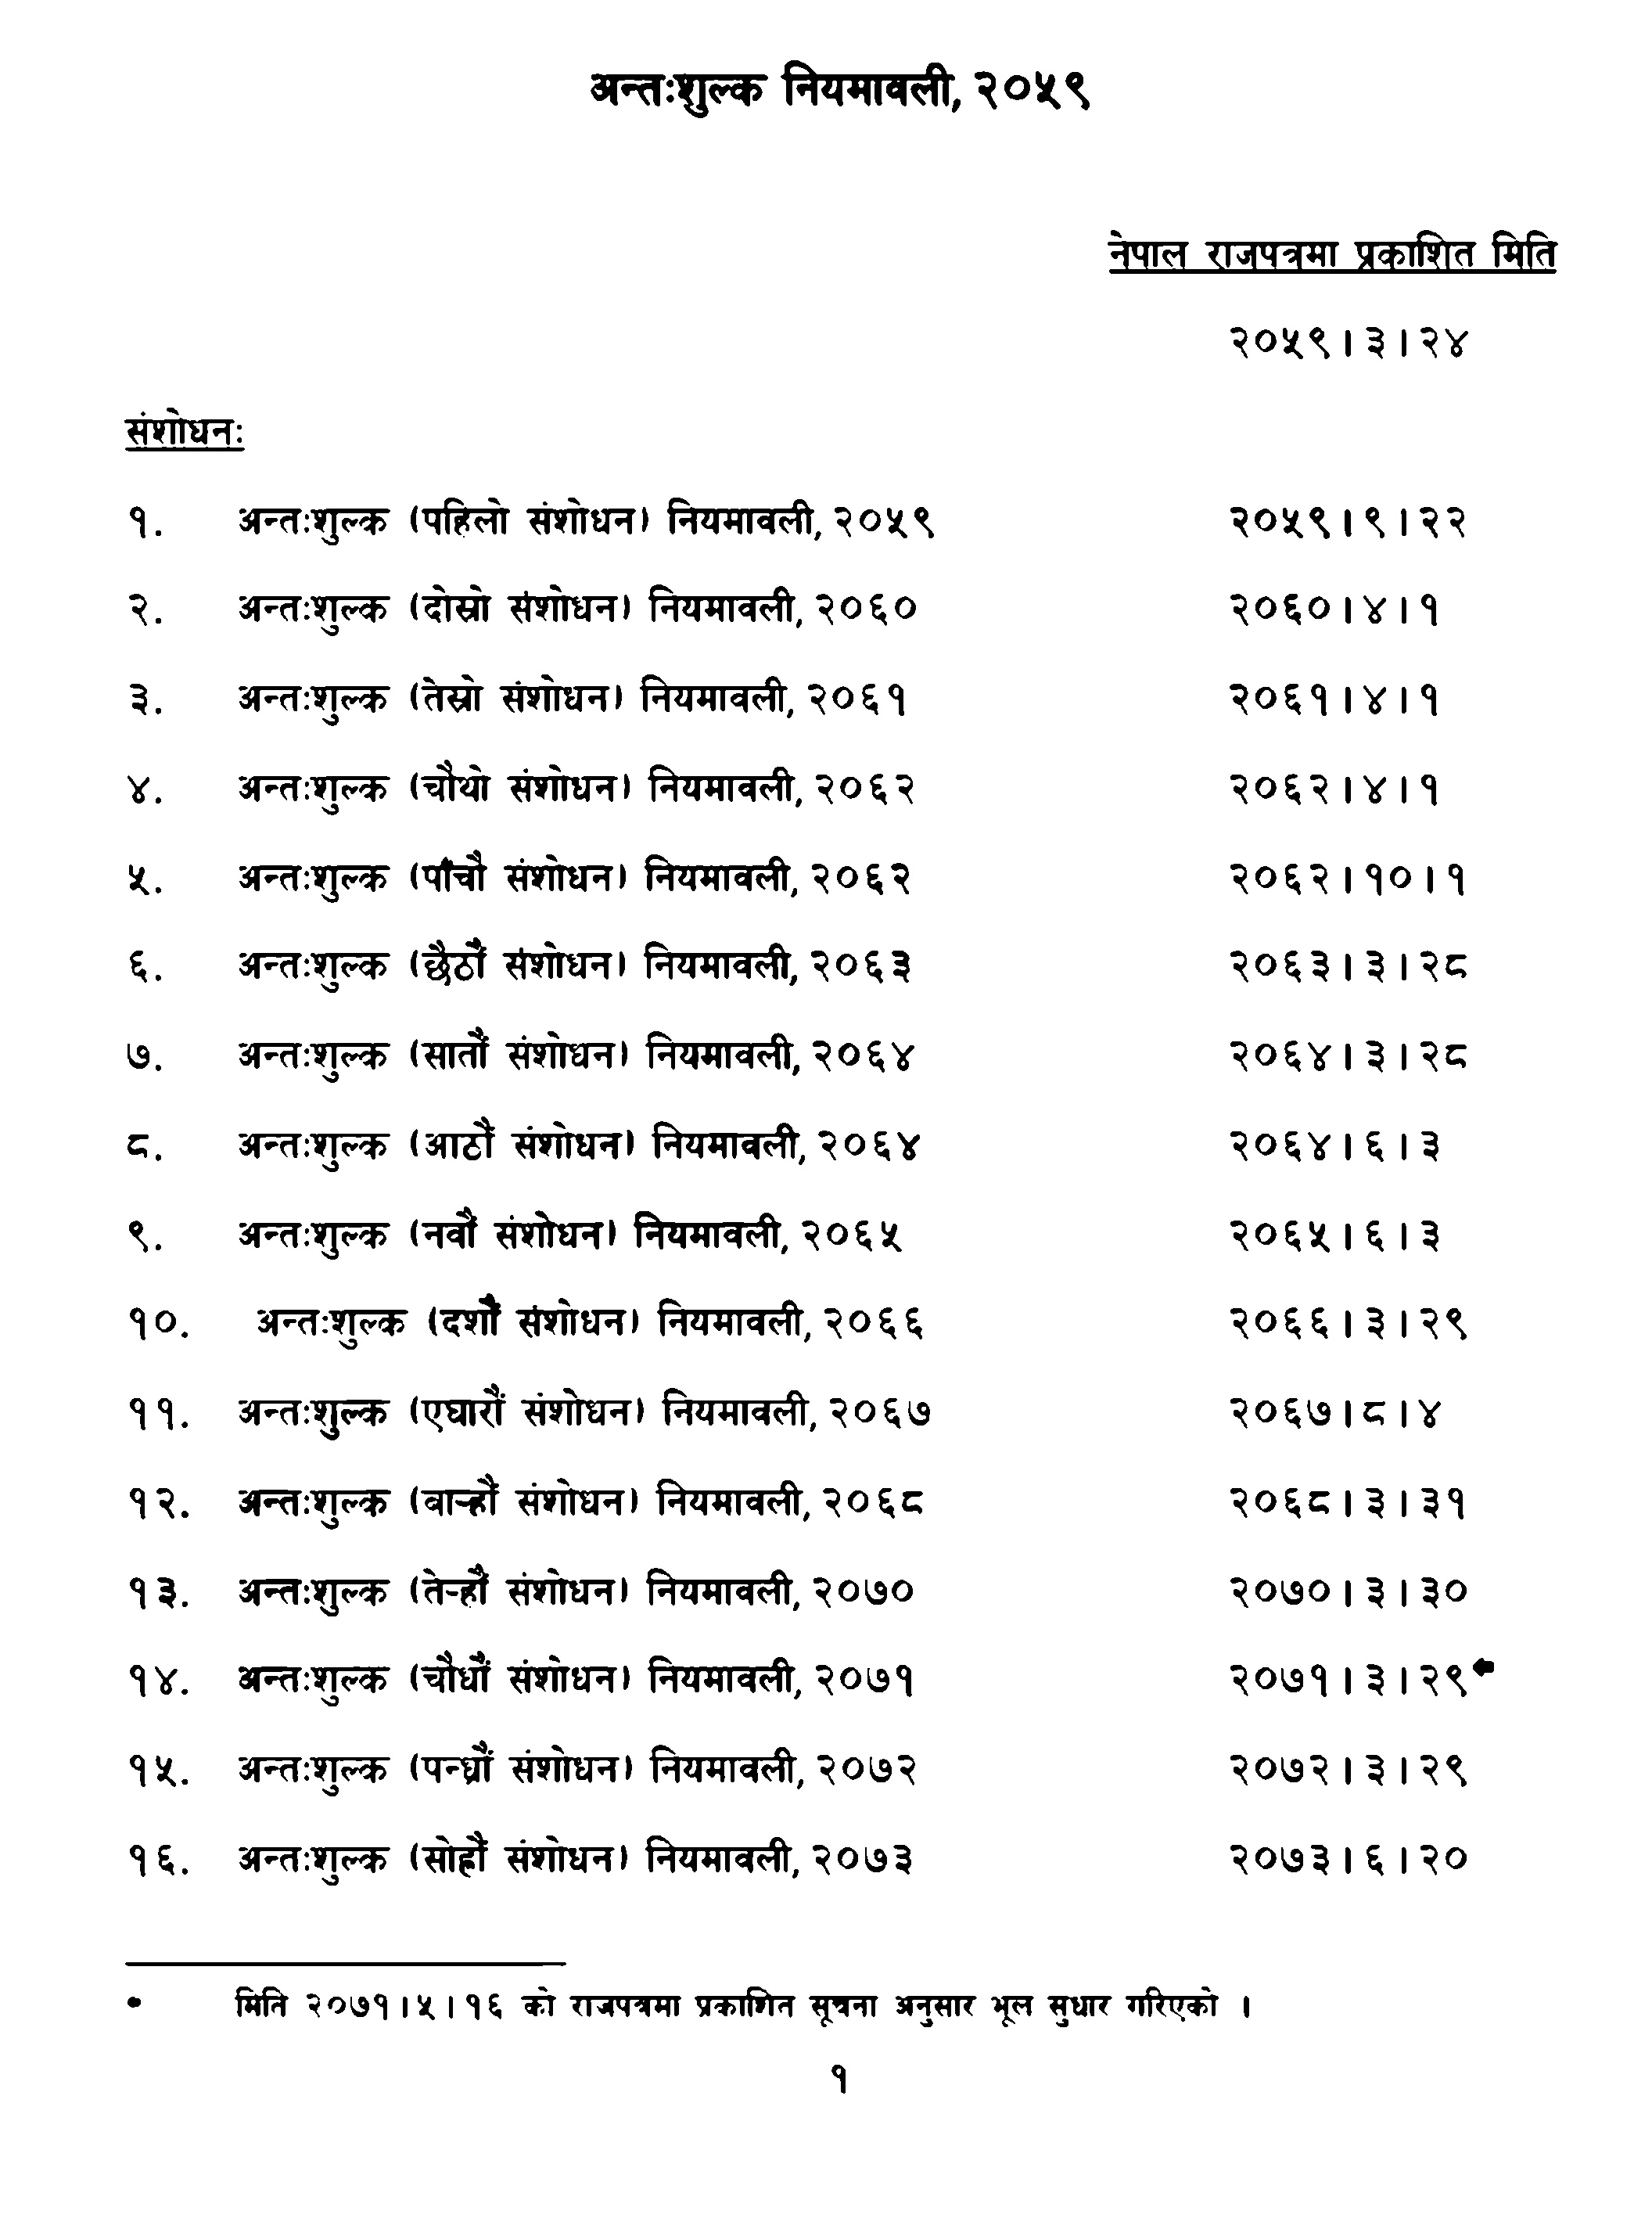 अन्तःशुल्क नियमावली, २०५९
नेपाल राजपत्रमा प्रकाशित मिति
२०५९।३।२४
संशोधनः
१. अन्तःशुल्क (पहिलो संशोधन) नियमावली, २०५९ २०५९।९।२२
२. अन्तःशुल्क (दोस्रो संशोधन) नियमावली, २०६० २०६०।४।१
३. अन्तःशुल्क (तेस्रो संशोधन) नियमावली, २०६१ २०६१।४।१
४. अन्तःशुल्क (चौथो संशोधन) नियमावली, २०६२ २०६२।४।१
५. अन्तःशुल्क (पाँचौ संशोधन) नियमावली, २०६२ २०६२।१०।१
६. अन्तःशुल्क (छैठौं संशोधन) नियमावली, २०६३ २०६३।३।२८
७. अन्तःशुल्क (सातौं संशोधन) नियमावली, २०६४ २०६४।३।२८
८. अन्तःशुल्क (आठौं संशोधन) नियमावली, २०६४ २०६४।६।३
९. अन्तःशुल्क (नवौं संशोधन) नियमावली, २०६५ २०६५।६।३
१०. अन्तःशुल्क (दशौं संशोधन) नियमावली, २०६६ २०६६।३।२९
११. अन्तःशुल्क (एघारौं संशोधन) नियमावली, २०६७ २०६७।८।४
१२. अन्तःशुल्क (बाऱ्हौं संशोधन) नियमावली, २०६८ २०६८।३।३१
१३. अन्तःशुल्क (तेऱ्हौं संशोधन) नियमावली, २०७० २०७०।३।३०
१४. अन्तःशुल्क (चौधौं संशोधन) नियमावली, २०७१ २०७१।३।२९
१५. अन्तःशुल्क (पन्ध्रौं संशोधन) नियमावली, २०७२ २०७२।३।२९
१६. अन्तःशुल्क (सोह्रौं संशोधन) नियमावली, २०७३ २०७३।६।२०
• मिति २०७१।५।१६ को राजपत्रमा प्रकाशित सूचना अनुसार भूल सुधार गरिएको ।
१